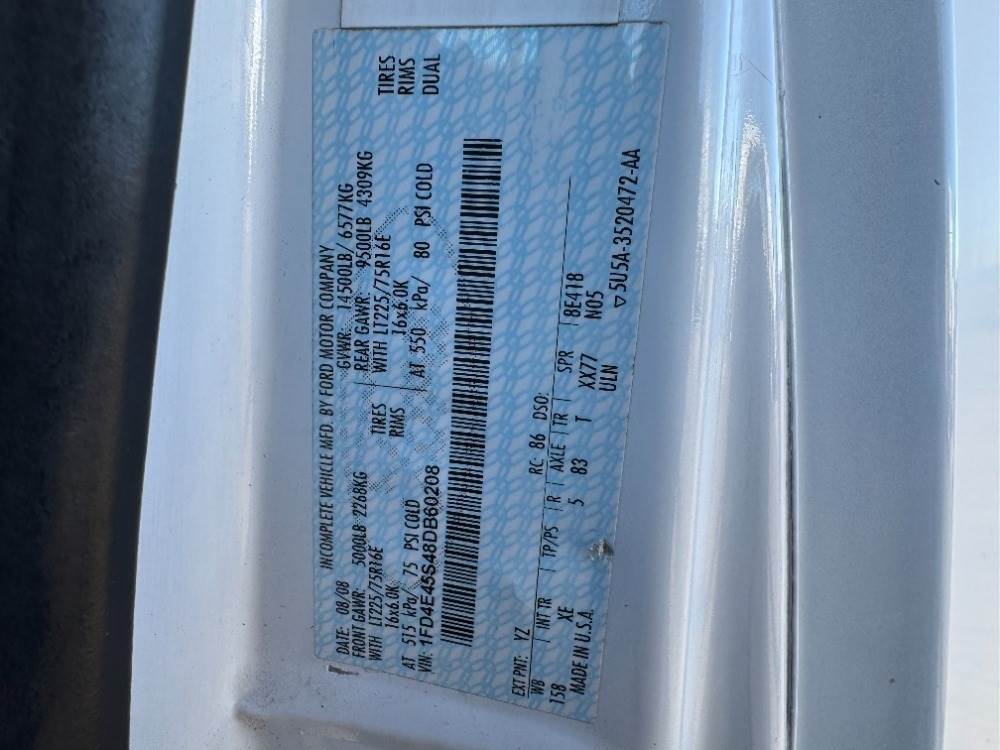 INCOMPLETE VEHICLE MFD. BY FORD MOTOR COMPANY
DATE: 08/08 GVWR: 14500LB/ 6577KG
FRONT GAWR: 5000LB 2268KG REAR GAWR: 9500LB 4309KG
WITH LT225/75R16E TIRES WITH LT225/75R16E TIRES
16x6.0K RIMS 16x6.0K RIMS
AT 515 kPa/ 75 PSI COLD AT 550 kPa/ 80 PSI COLD DUAL
VIN: 1FD4E45S48DB60208
EXT PNT: YZ RC: 86 DSO:
WB INT TR TP/PS R AXLE TR SPR 8E418
158 XE 5 83 T XX77 N05
MADE IN U.S.A. ULN
▽5U5A-3520472-AA